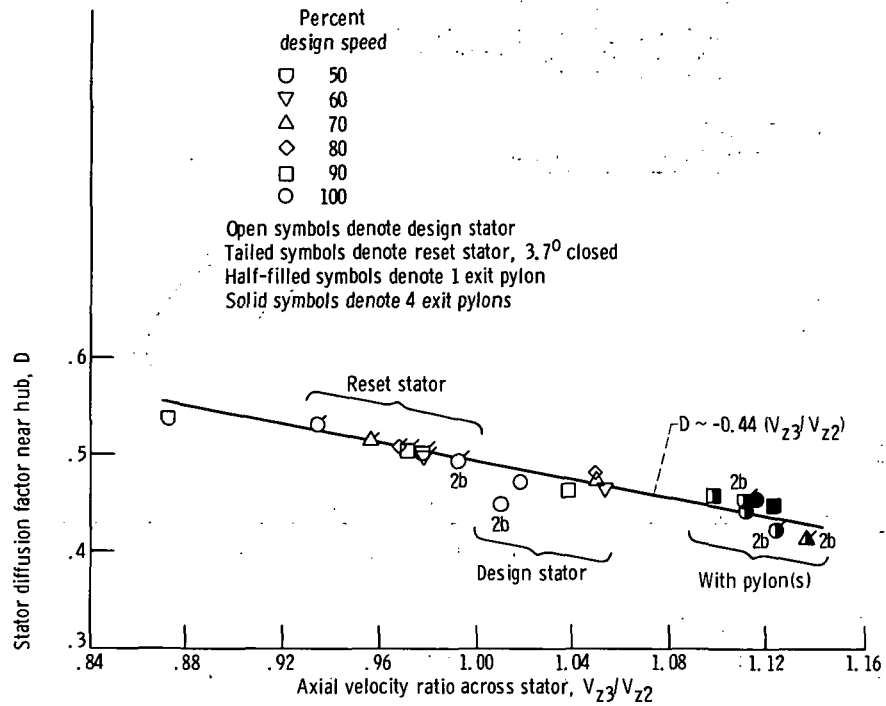 Percent
design speed
50
60
70
80
90
100
Open symbols denote design stator
Tailed symbols denote reset stator, 3.7° closed
Half-filled symbols denote 1 exit pylon
Solid symbols denote 4 exit pylons
Stator diffusion factor near hub, D
.6
.5
.4
.3
Reset stator
D ~ -0.44 (Vz3/Vz2)
2b
2b
2b
2b
2b
Design stator
With pylon(s)
.84
.88
.92
.96
1.00
1.04
1.08
1.12
1.16
Axial velocity ratio across stator, Vz3/Vz2